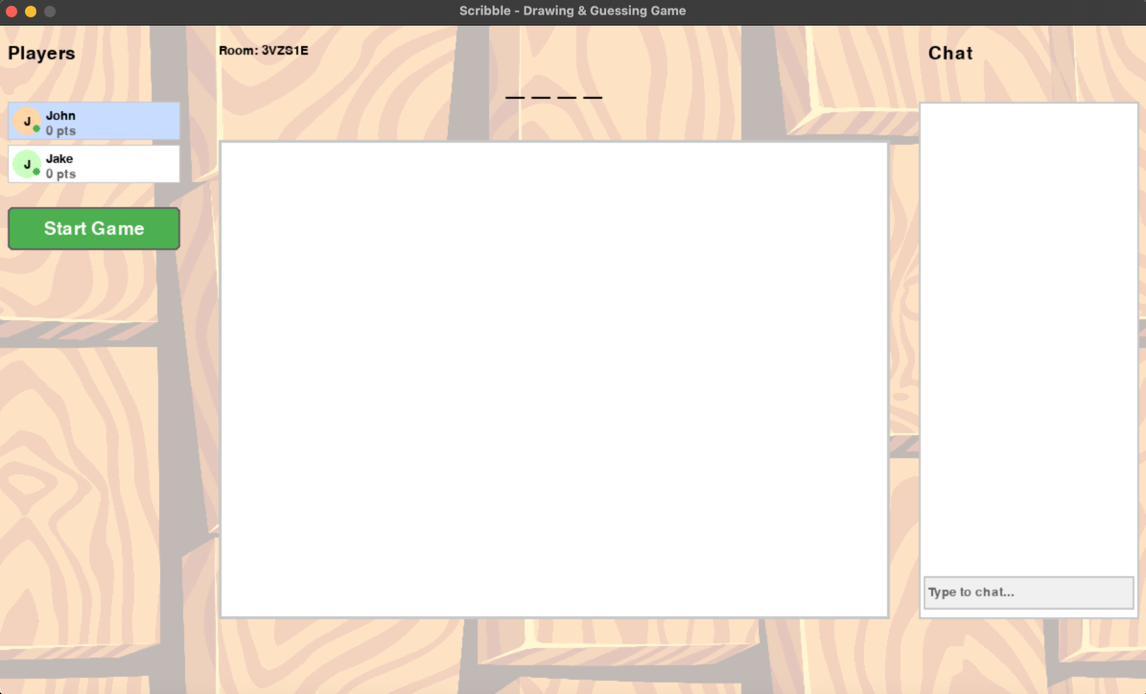 Scribble - Drawing & Guessing Game
Players
Room: 3VZS1E
Chat
_ _ _ _
J
John
0 pts
J
Jake
0 pts
Start Game
Type to chat...